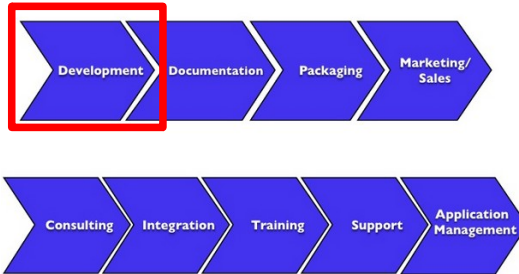 Development
Documentation
Packaging
Marketing/
Sales
Consulting
Integration
Training
Support
Application
Management